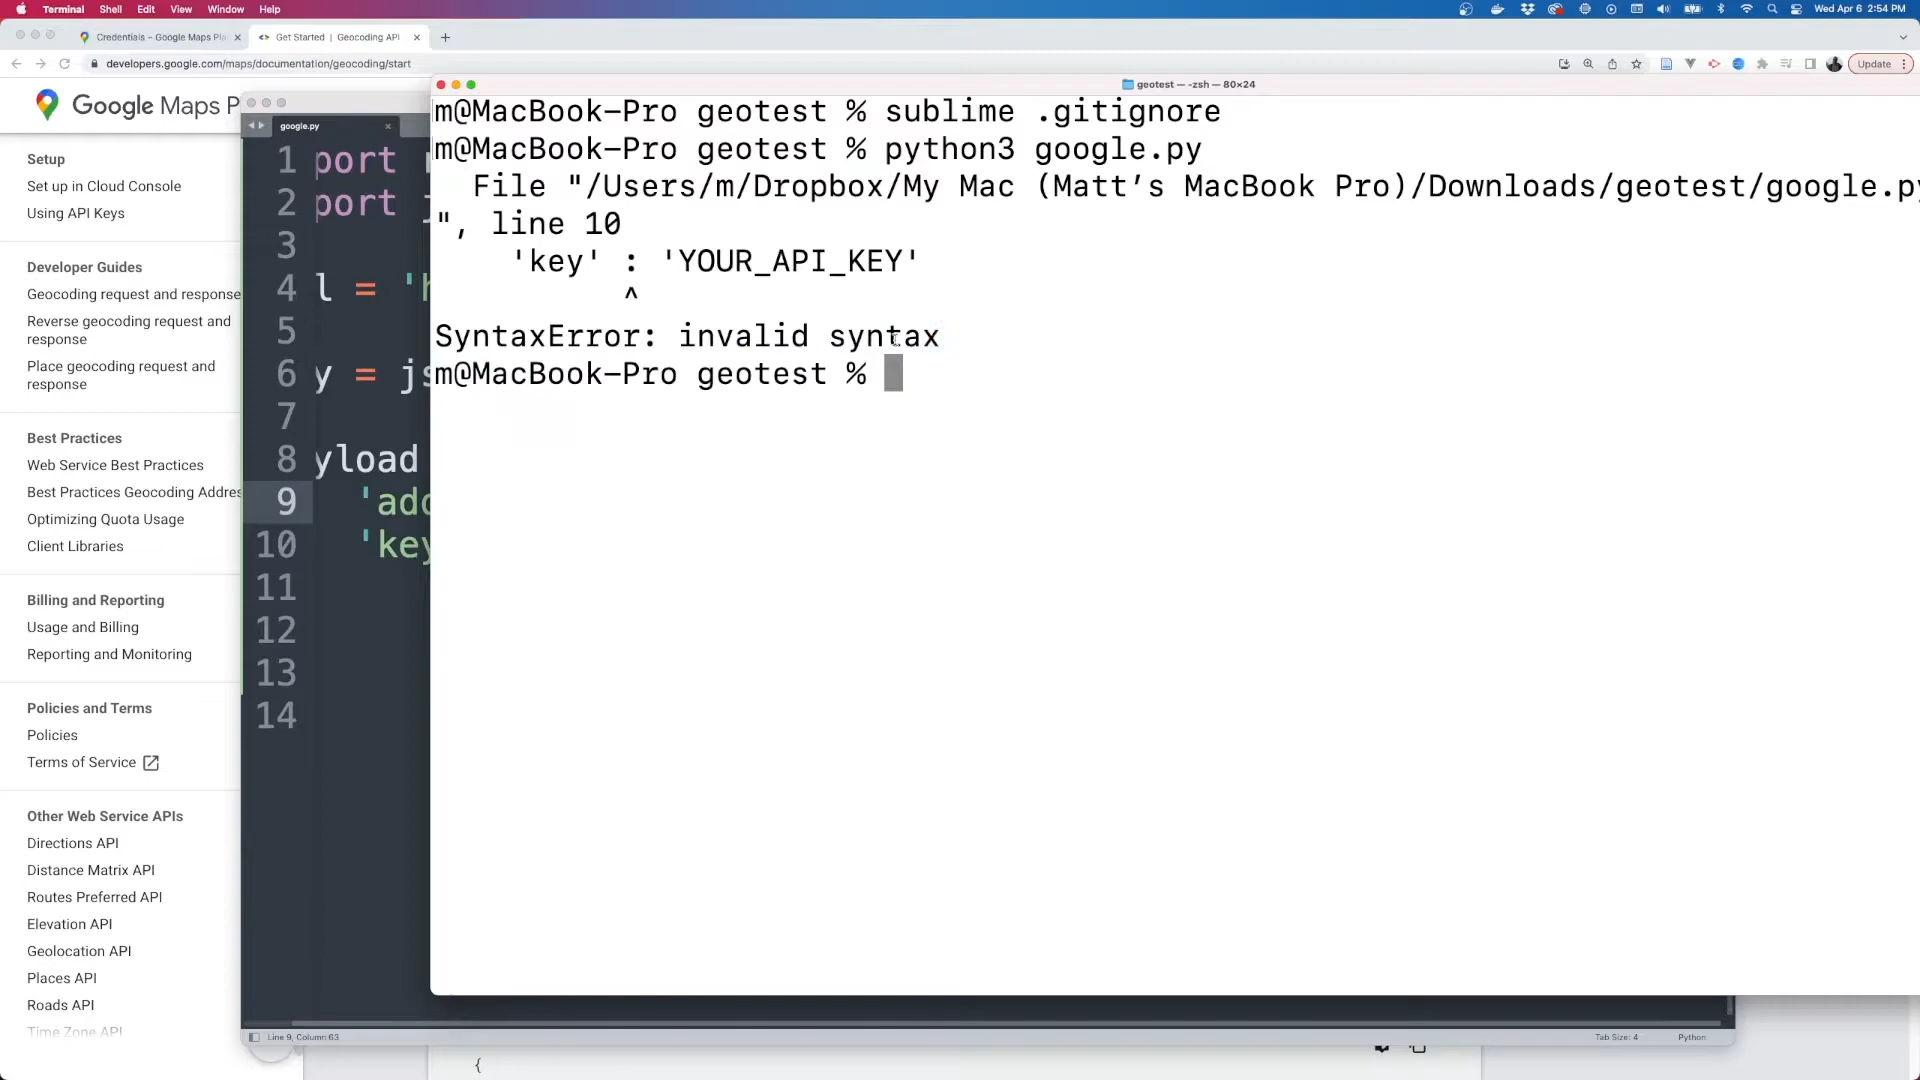 Terminal Shell Edit View Window Help Wed Apr 6 2:54 PM
Credentials – Google Maps Pla Get Started | Geocoding API
developers.google.com/maps/documentation/geocoding/start Update
Google Maps P
Setup
Set up in Cloud Console
Using API Keys
Developer Guides
Geocoding request and response
Reverse geocoding request and
response
Place geocoding request and
response
Best Practices
Web Service Best Practices
Best Practices Geocoding Addres
Optimizing Quota Usage
Client Libraries
Billing and Reporting
Usage and Billing
Reporting and Monitoring
Policies and Terms
Policies
Terms of Service
Other Web Service APIs
Directions API
Distance Matrix API
Routes Preferred API
Elevation API
Geolocation API
Places API
Roads API
Time Zone API
google.py
1 port
2 port j
3
4 l = 'h
5
6 y = js
7
8 yload
9 'add
10 'key
11
12
13
14
Line 9, Column 63 Tab Size: 4 Python
{
geotest — -zsh — 80×24
m@MacBook-Pro geotest % sublime .gitignore
m@MacBook-Pro geotest % python3 google.py
File "/Users/m/Dropbox/My Mac (Matt’s MacBook Pro)/Downloads/geotest/google.py
", line 10
'key' : 'YOUR_API_KEY'
^
SyntaxError: invalid syntax
m@MacBook-Pro geotest %